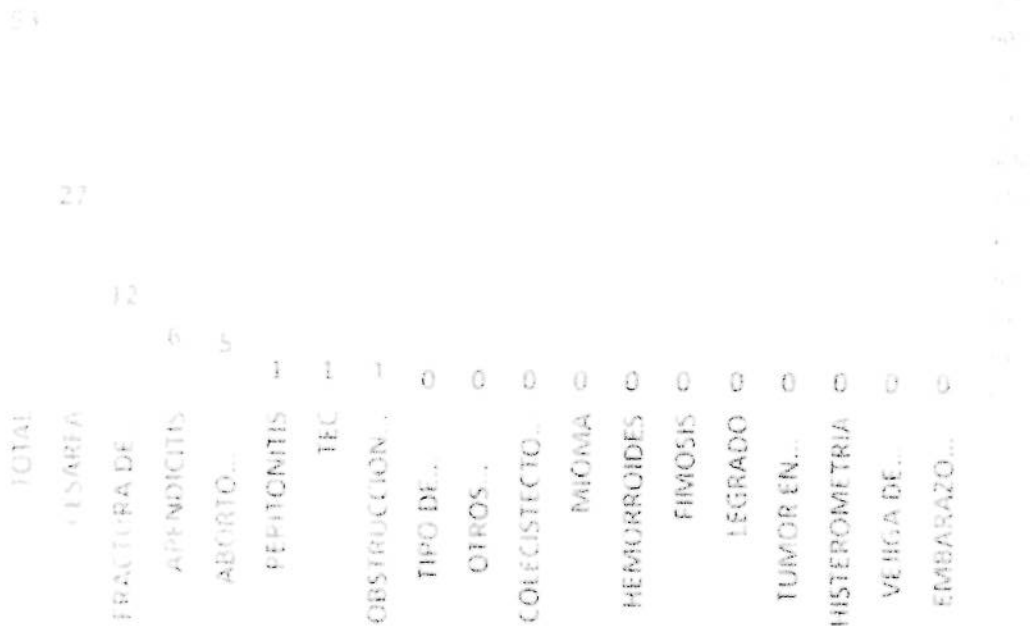 53
27
12
6
5
1
1
1
0
0
0
0
0
0
0
0
0
0
0
TOTAL
CESAREA
FRACTURA DE
APENDICITIS
ABORTO...
PERITONITIS
TEC
OBSTRUCCION...
TIPO DE...
OTROS...
COLECISTECTO...
MIOMA
HEMORROIDES
FIMOSIS
LEGRADO
TUMOR EN...
HISTEROMETRIA
VEJIGA DE...
EMBARAZO...